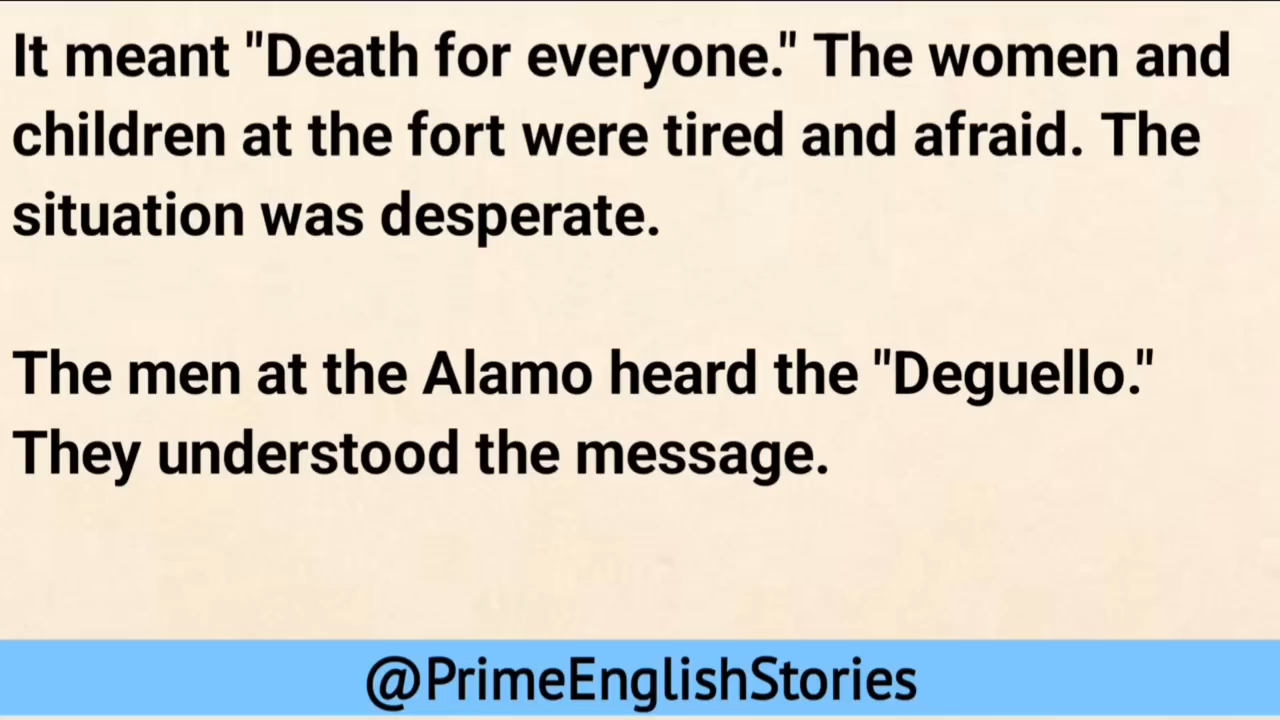 It meant "Death for everyone." The women and
children at the fort were tired and afraid. The
situation was desperate.
The men at the Alamo heard the "Deguello."
They understood the message.
@PrimeEnglishStories